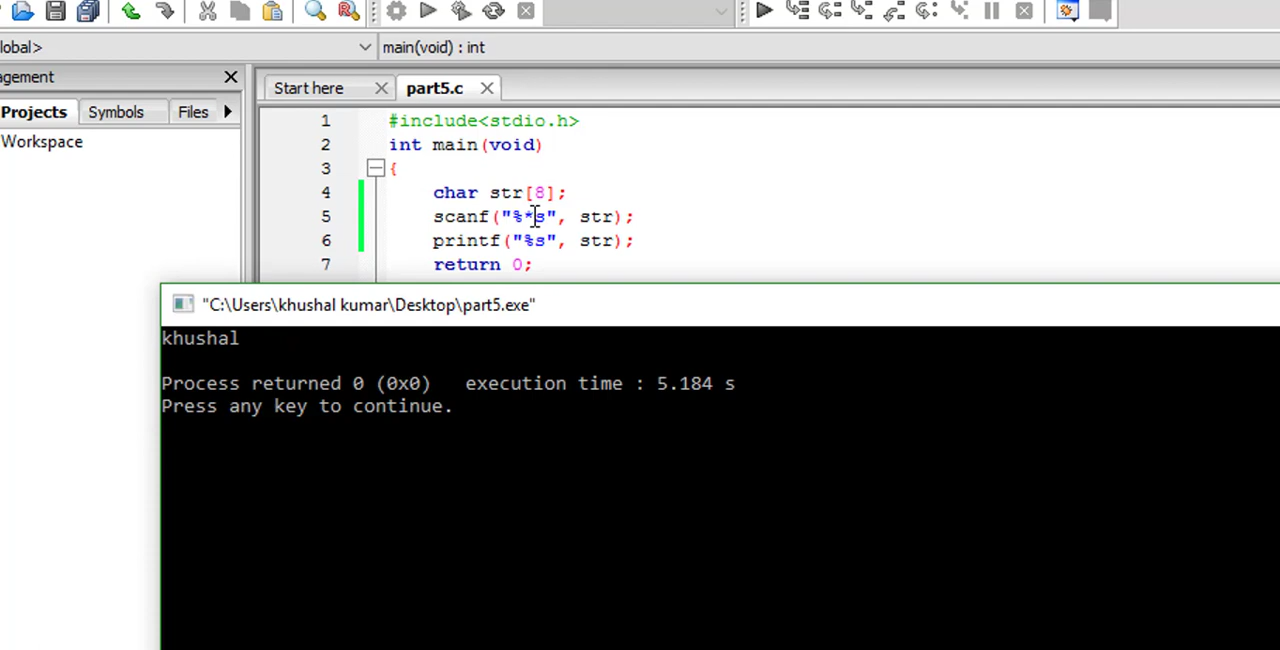 lobal>
main(void) : int
agement
Start here
part5.c
Projects
Symbols
Files
Workspace
1 #include<stdio.h>
2 int main(void)
3 {
4 char str[8];
5 scanf("%*s", str);
6 printf("%s", str);
7 return 0;
"C:\Users\khushal kumar\Desktop\part5.exe"
khushal
Process returned 0 (0x0) execution time : 5.184 s
Press any key to continue.